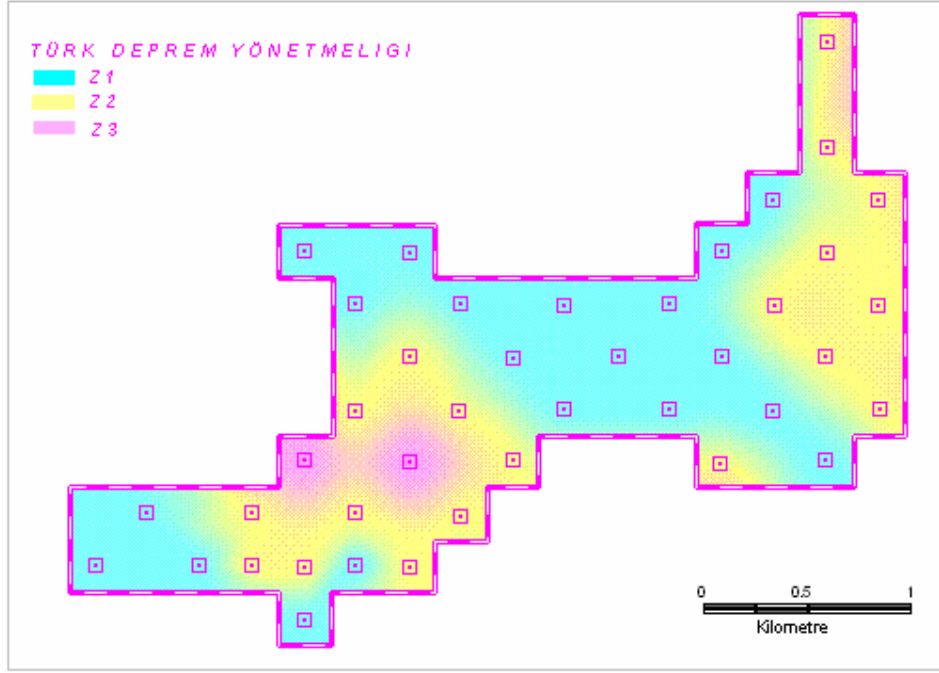 TÜRK DEPREM YÖNETMELIGI
Z1
Z2
Z3
0 0.5 1
Kilometre